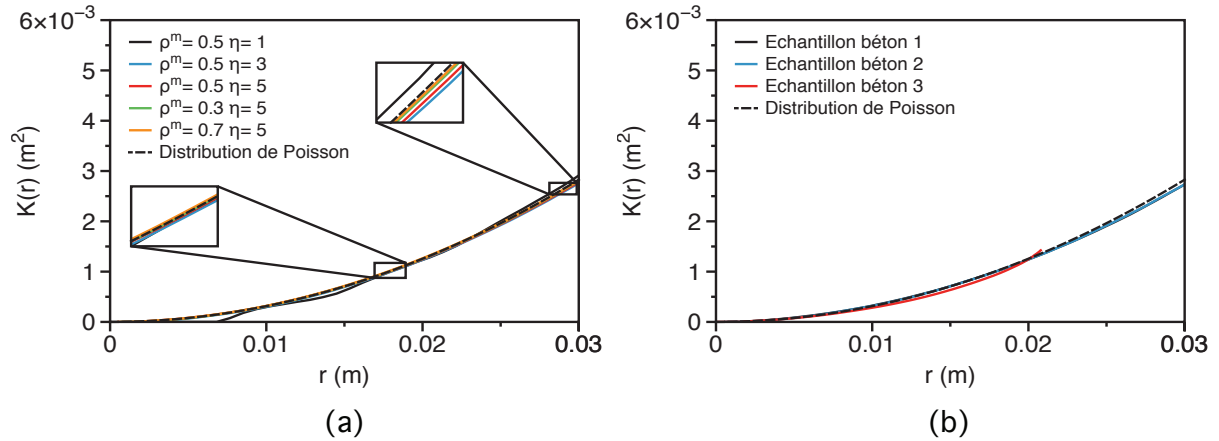 6×10⁻³
5
4
3
2
1
0
K(r) (m²)
ρᵐ= 0.5 η= 1
ρᵐ= 0.5 η= 3
ρᵐ= 0.5 η= 5
ρᵐ= 0.3 η= 5
ρᵐ= 0.7 η= 5
Distribution de Poisson
0 0.01 0.02 0.03
r (m)
(a)
6×10⁻³
5
4
3
2
1
0
K(r) (m²)
Echantillon béton 1
Echantillon béton 2
Echantillon béton 3
Distribution de Poisson
0 0.01 0.02 0.03
r (m)
(b)